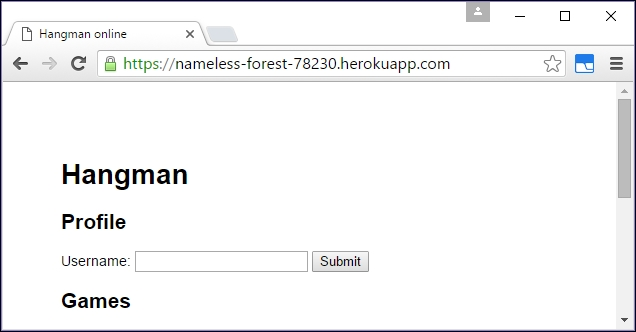 Hangman online
https://nameless-forest-78230.herokuapp.com
Hangman
Profile
Username: Submit
Games